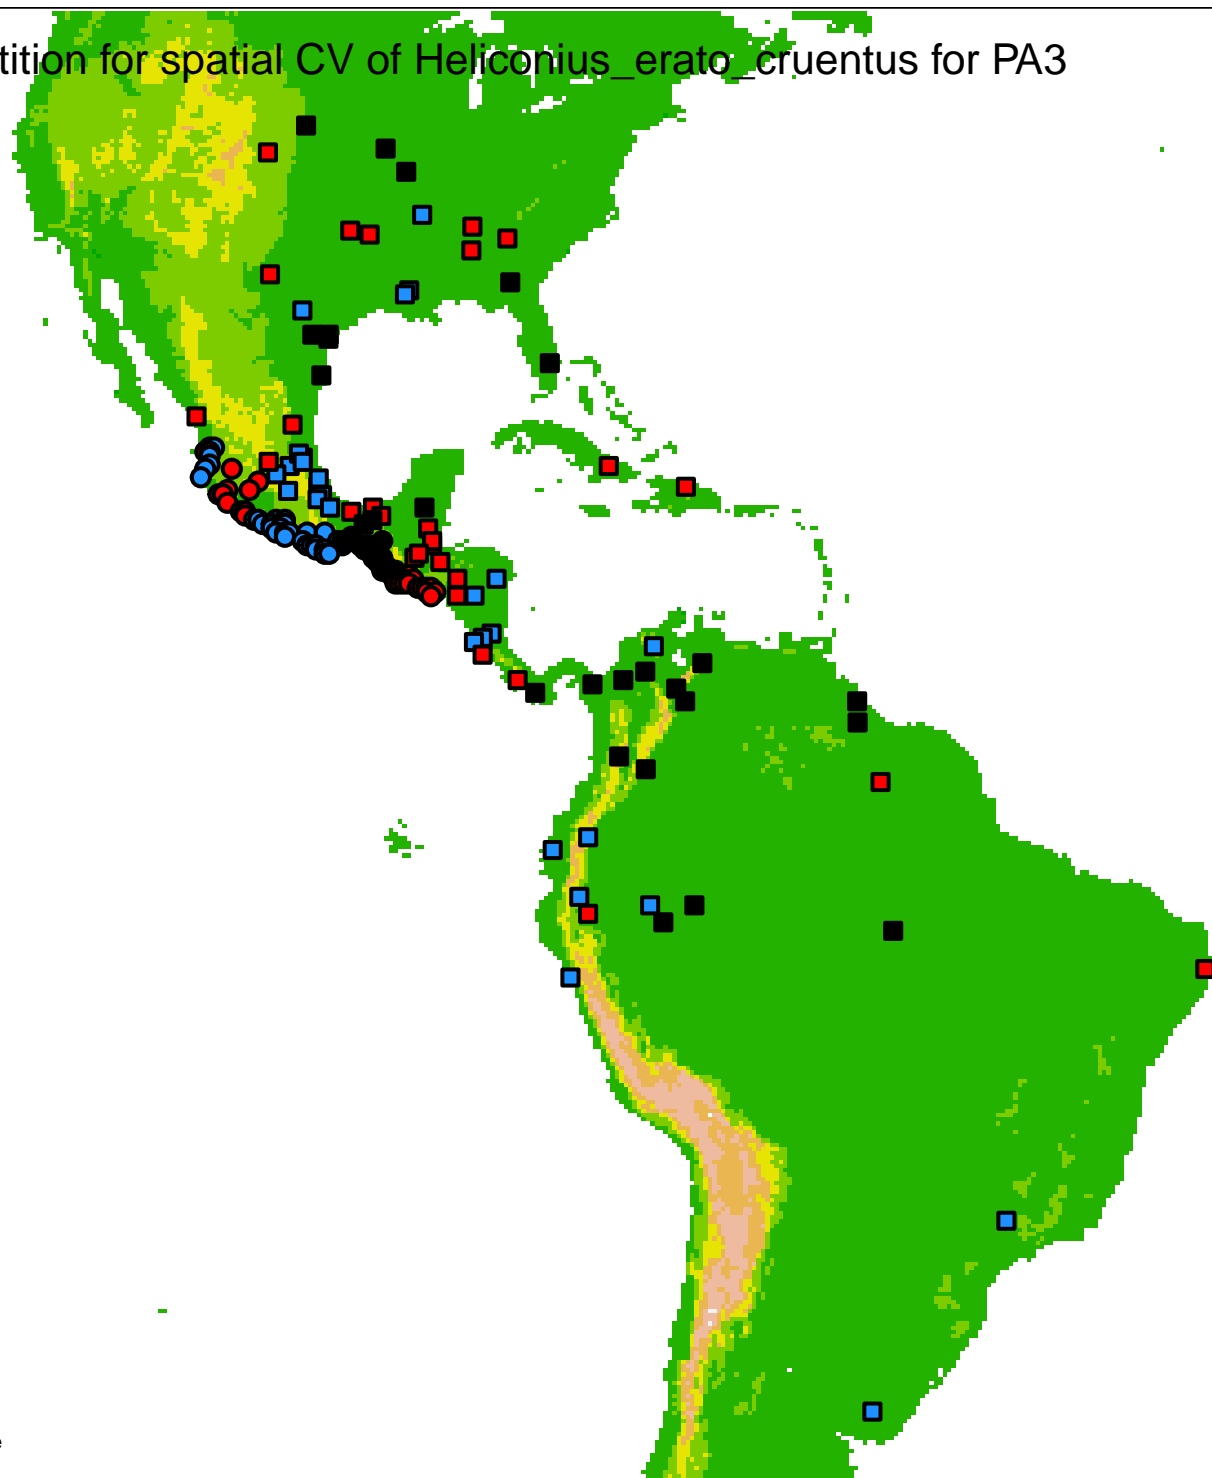 tition for spatial CV of Heliconius_erato_cruentus for PA3